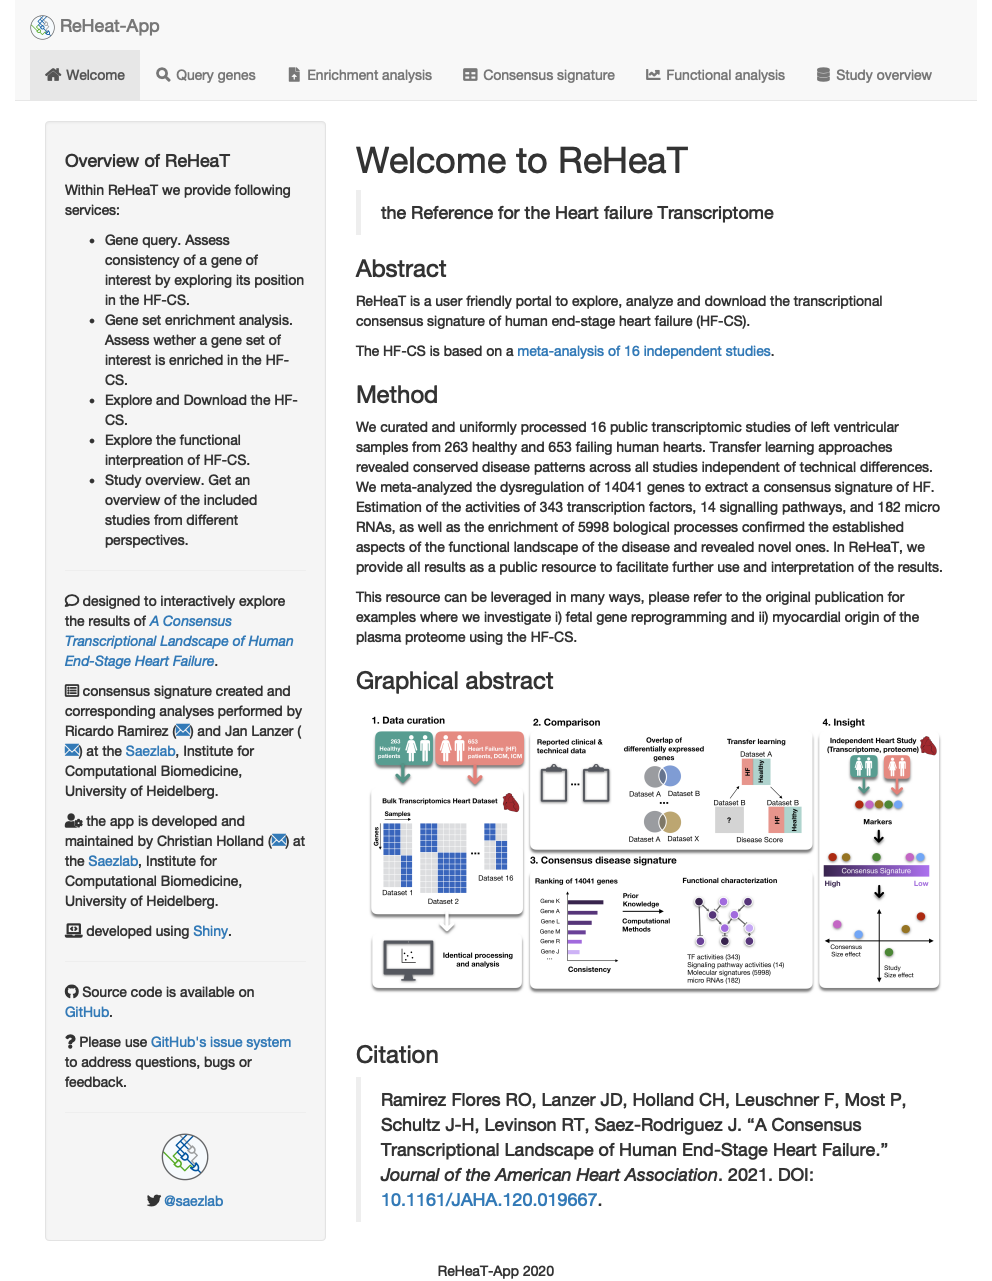 ReHeat-App
Welcome
Query genes
Enrichment analysis
Consensus signature
Functional analysis
Study overview
Overview of ReHeaT
Within ReHeaT we provide following
services:
• Gene query. Assess
consistency of a gene of
interest by exploring its position
in the HF-CS.
• Gene set enrichment analysis.
Assess wether a gene set of
interest is enriched in the HF-
CS.
• Explore and Download the HF-
CS.
• Explore the functional
interpreation of HF-CS.
• Study overview. Get an
overview of the included
studies from different
perspectives.
designed to interactively explore
the results of A Consensus
Transcriptional Landscape of Human
End-Stage Heart Failure.
consensus signature created and
corresponding analyses performed by
Ricardo Ramirez () and Jan Lanzer (
) at the Saezlab, Institute for
Computational Biomedicine,
University of Heidelberg.
the app is developed and
maintained by Christian Holland () at
the Saezlab, Institute for
Computational Biomedicine,
University of Heidelberg.
developed using Shiny.
Source code is available on
GitHub.
? Please use GitHub's issue system
to address questions, bugs or
feedback.
@saezlab
Welcome to ReHeaT
the Reference for the Heart failure Transcriptome
Abstract
ReHeaT is a user friendly portal to explore, analyze and download the transcriptional
consensus signature of human end-stage heart failure (HF-CS).
The HF-CS is based on a meta-analysis of 16 independent studies.
Method
We curated and uniformly processed 16 public transcriptomic studies of left ventricular
samples from 263 healthy and 653 failing human hearts. Transfer learning approaches
revealed conserved disease patterns across all studies independent of technical differences.
We meta-analyzed the dysregulation of 14041 genes to extract a consensus signature of HF.
Estimation of the activities of 343 transcription factors, 14 signalling pathways, and 182 micro
RNAs, as well as the enrichment of 5998 bological processes confirmed the established
aspects of the functional landscape of the disease and revealed novel ones. In ReHeaT, we
provide all results as a public resource to facilitate further use and interpretation of the results.
This resource can be leveraged in many ways, please refer to the original publication for
examples where we investigate i) fetal gene reprogramming and ii) myocardial origin of the
plasma proteome using the HF-CS.
Graphical abstract
1. Data curation
263
Healthy
patients
653
Heart Failure (HF)
patients, DCM, ICM
Bulk Transcriptomics Heart Dataset
Samples
Genes
...
Dataset 1
Dataset 2
Dataset 16
Identical processing
and analysis
2. Comparison
Reported clinical &
technical data
...
Overlap of
differentially expressed
genes
Dataset A Dataset B
...
Dataset A Dataset X
Transfer learning
Dataset A
HF
Healthy
Dataset B
Dataset B
?
HF
Healthy
Disease Score
3. Consensus disease signature
Ranking of 14041 genes
Gene K
Gene A
Gene L
Gene M
Gene R
Gene J
...
Consistency
Prior
Knowledge
Computational
Methods
Functional characterization
TF activities (343)
Signaling pathway activities (14)
Molecular signatures (5998)
micro RNAs (182)
4. Insight
Independent Heart Study
(Transcriptome, proteome)
Markers
Consensus Signature
High
Low
Consensus
Size effect
Study
Size effect
Citation
Ramirez Flores RO, Lanzer JD, Holland CH, Leuschner F, Most P,
Schultz J-H, Levinson RT, Saez-Rodriguez J. “A Consensus
Transcriptional Landscape of Human End-Stage Heart Failure.”
Journal of the American Heart Association. 2021. DOI:
10.1161/JAHA.120.019667.
ReHeaT-App 2020